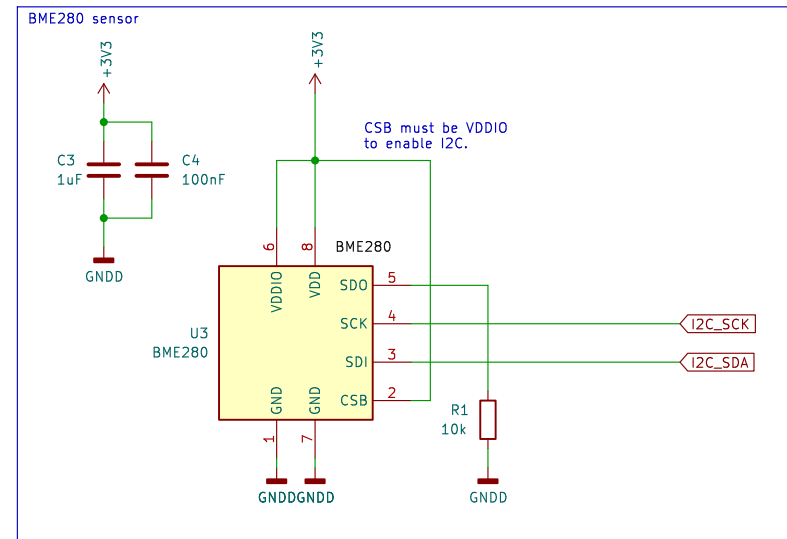 BME280 sensor
+3V3
+3V3
CSB must be VDDIO
to enable I2C.
C3
1uF
C4
100nF
GNDD
6
8
BME280
VDDIO
VDD
SDO
5
SCK
4
I2C_SCK
U3
BME280
SDI
3
I2C_SDA
GND
GND
CSB
2
R1
10k
1
7
GNDD
GNDD
GNDD